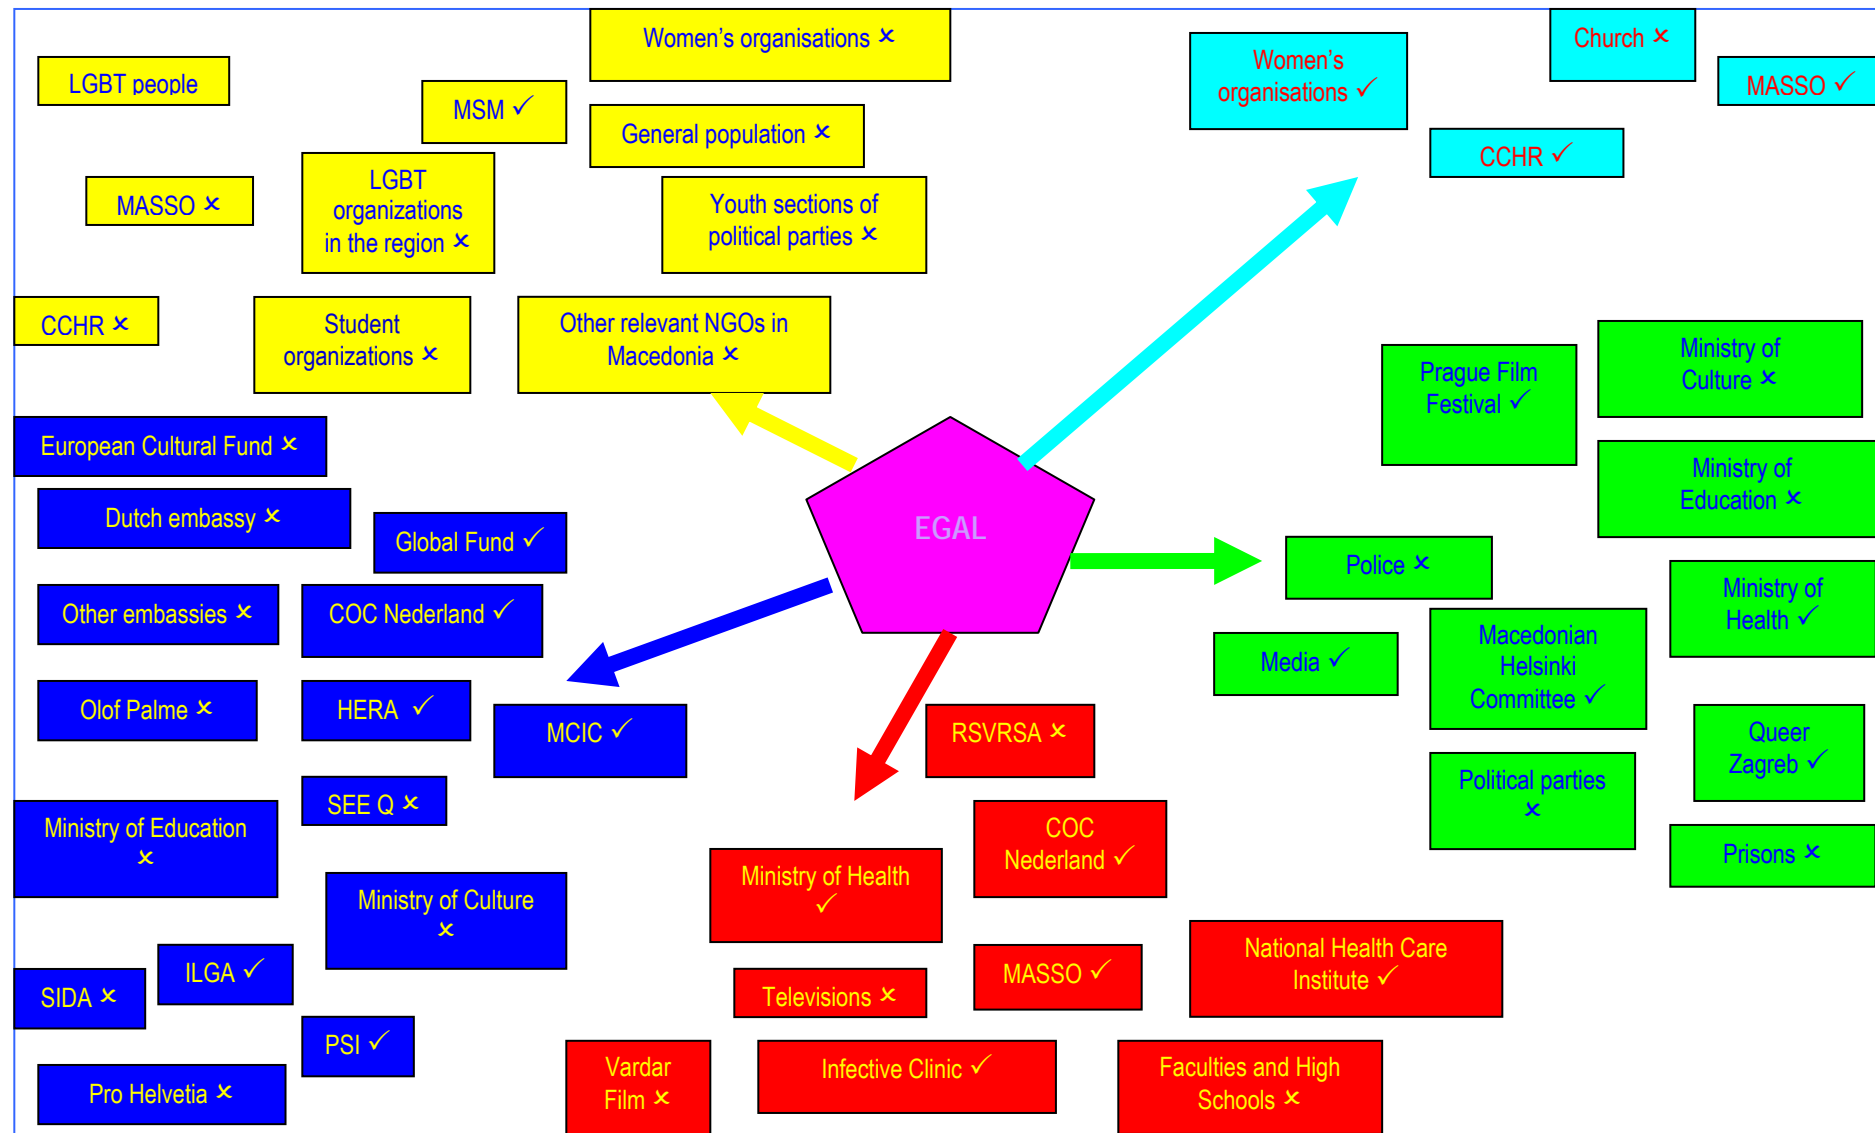 Women's organisations ✗
Church ✗
Women's
organisations ✓
LGBT people
MASSO ✓
MSM ✓
General population ✗
CCHR ✓
LGBT
organizations
in the region ✗
MASSO ✗
Youth sections of
political parties ✗
CCHR ✗
Student
organizations ✗
Other relevant NGOs in
Macedonia ✗
Prague Film
Festival ✓
Ministry of
Culture ✗
European Cultural Fund ✗
Ministry of
Education ✗
Dutch embassy ✗
Global Fund ✓
EGAL
Police ✗
Other embassies ✗
COC Nederland ✓
Ministry of
Health ✓
Media ✓
Macedonian
Helsinki
Committee ✓
Olof Palme ✗
HERA ✓
MCIC ✓
RSVRSA ✗
Queer
Zagreb ✓
Political parties
✗
SEE Q ✗
Ministry of Education
✗
COC
Nederland ✓
Prisons ✗
Ministry of Health
✓
Ministry of Culture
✗
National Health Care
Institute ✓
ILGA ✓
MASSO ✓
SIDA ✗
Televisions ✗
PSI ✓
Vardar
Film ✗
Infective Clinic ✓
Faculties and High
Schools ✗
Pro Helvetia ✗